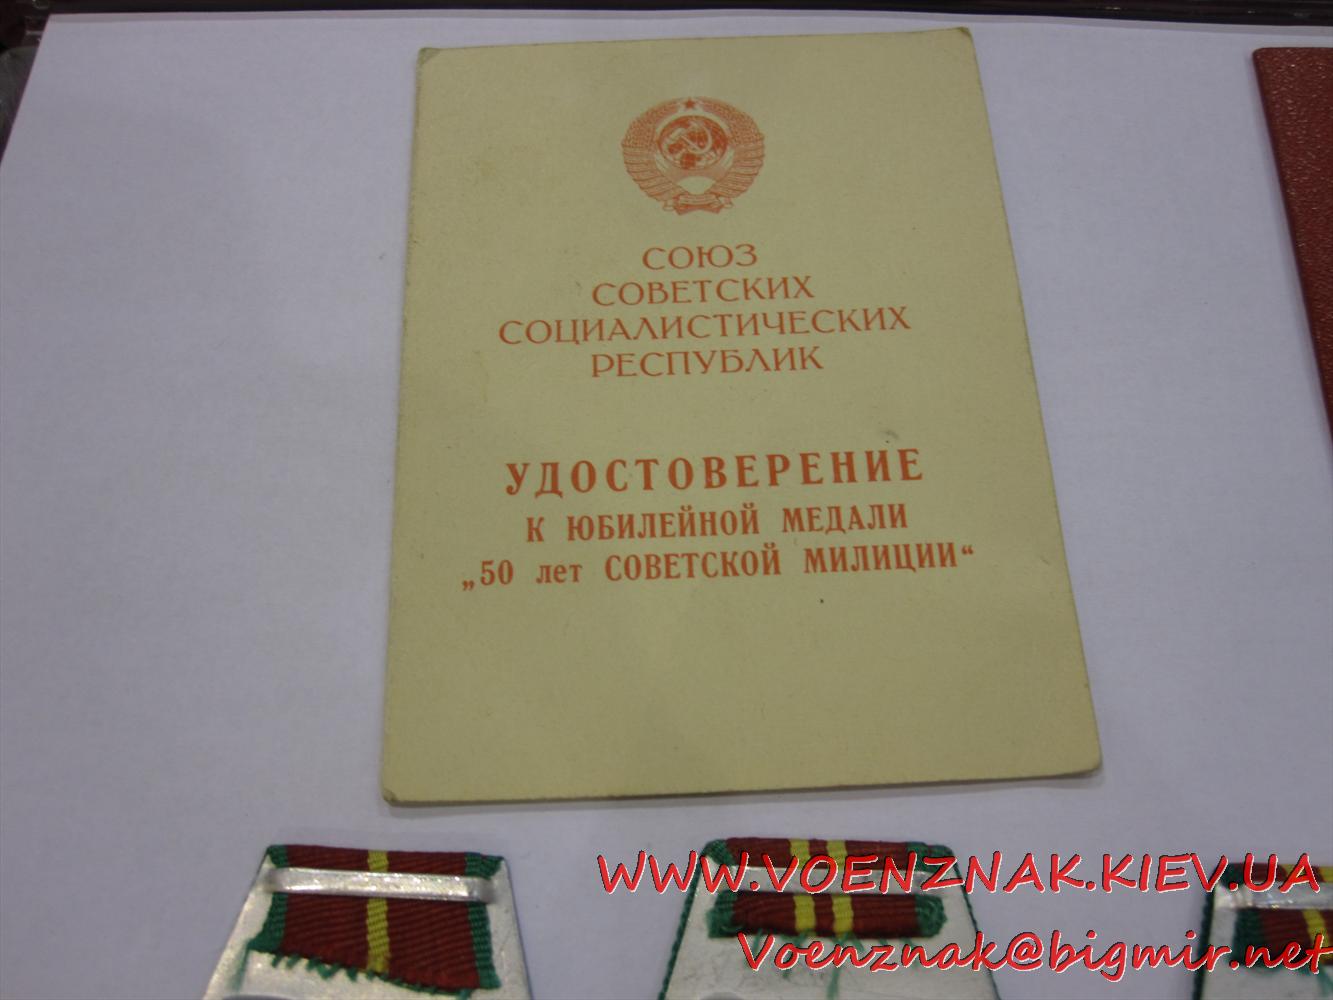 СОЮЗ
СОВЕТСКИХ
СОЦИАЛИСТИЧЕСКИХ
РЕСПУБЛИК
УДОСТОВЕРЕНИЕ
К ЮБИЛЕЙНОЙ МЕДАЛИ
„50 лет СОВЕТСКОЙ МИЛИЦИИ“
WWW.VOENZNAK.KIEV.UA
Voenznak@bigmir.net